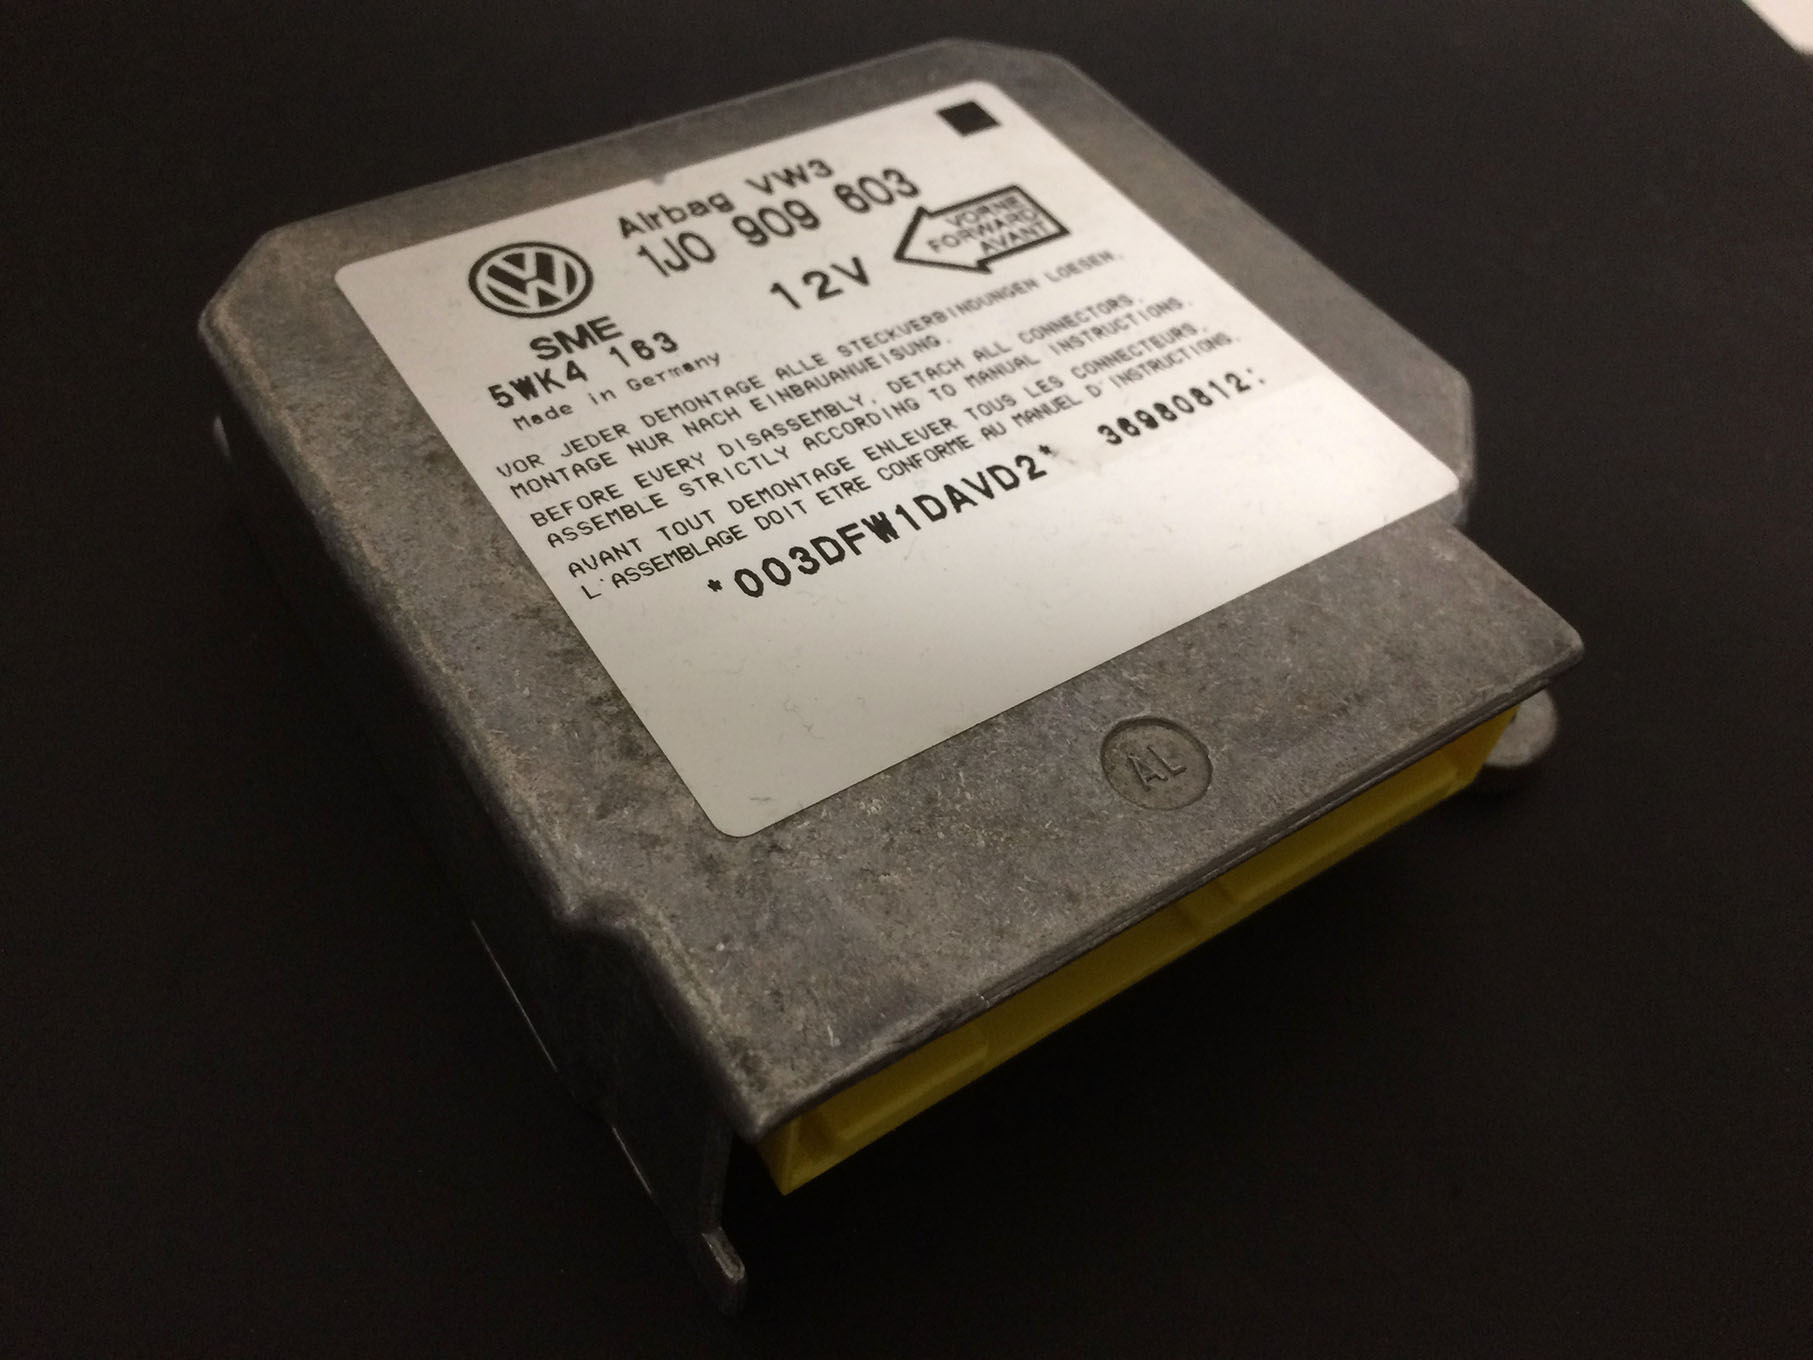 Airbag VW3
1J0 909 603
12V
VORNE
FORWARD
AVANT
SME
5WK4 163
Made in Germany
VOR JEDER DEMONTAGE ALLE STECKVERBINDUNGEN LOESEN.
MONTAGE NUR NACH EINBAUANWEISUNG.
BEFORE EVERY DISASSEMBLY, DETACH ALL CONNECTORS.
ASSEMBLE STRICTLY ACCORDING TO MANUAL INSTRUCTIONS.
AVANT TOUT DEMONTAGE ENLEVER TOUS LES CONNECTEURS.
L'ASSEMBLAGE DOIT ETRE CONFORME AU MANUEL D'INSTRUCTIONS.
*003DFW1DAVD2* 36980812:
AL